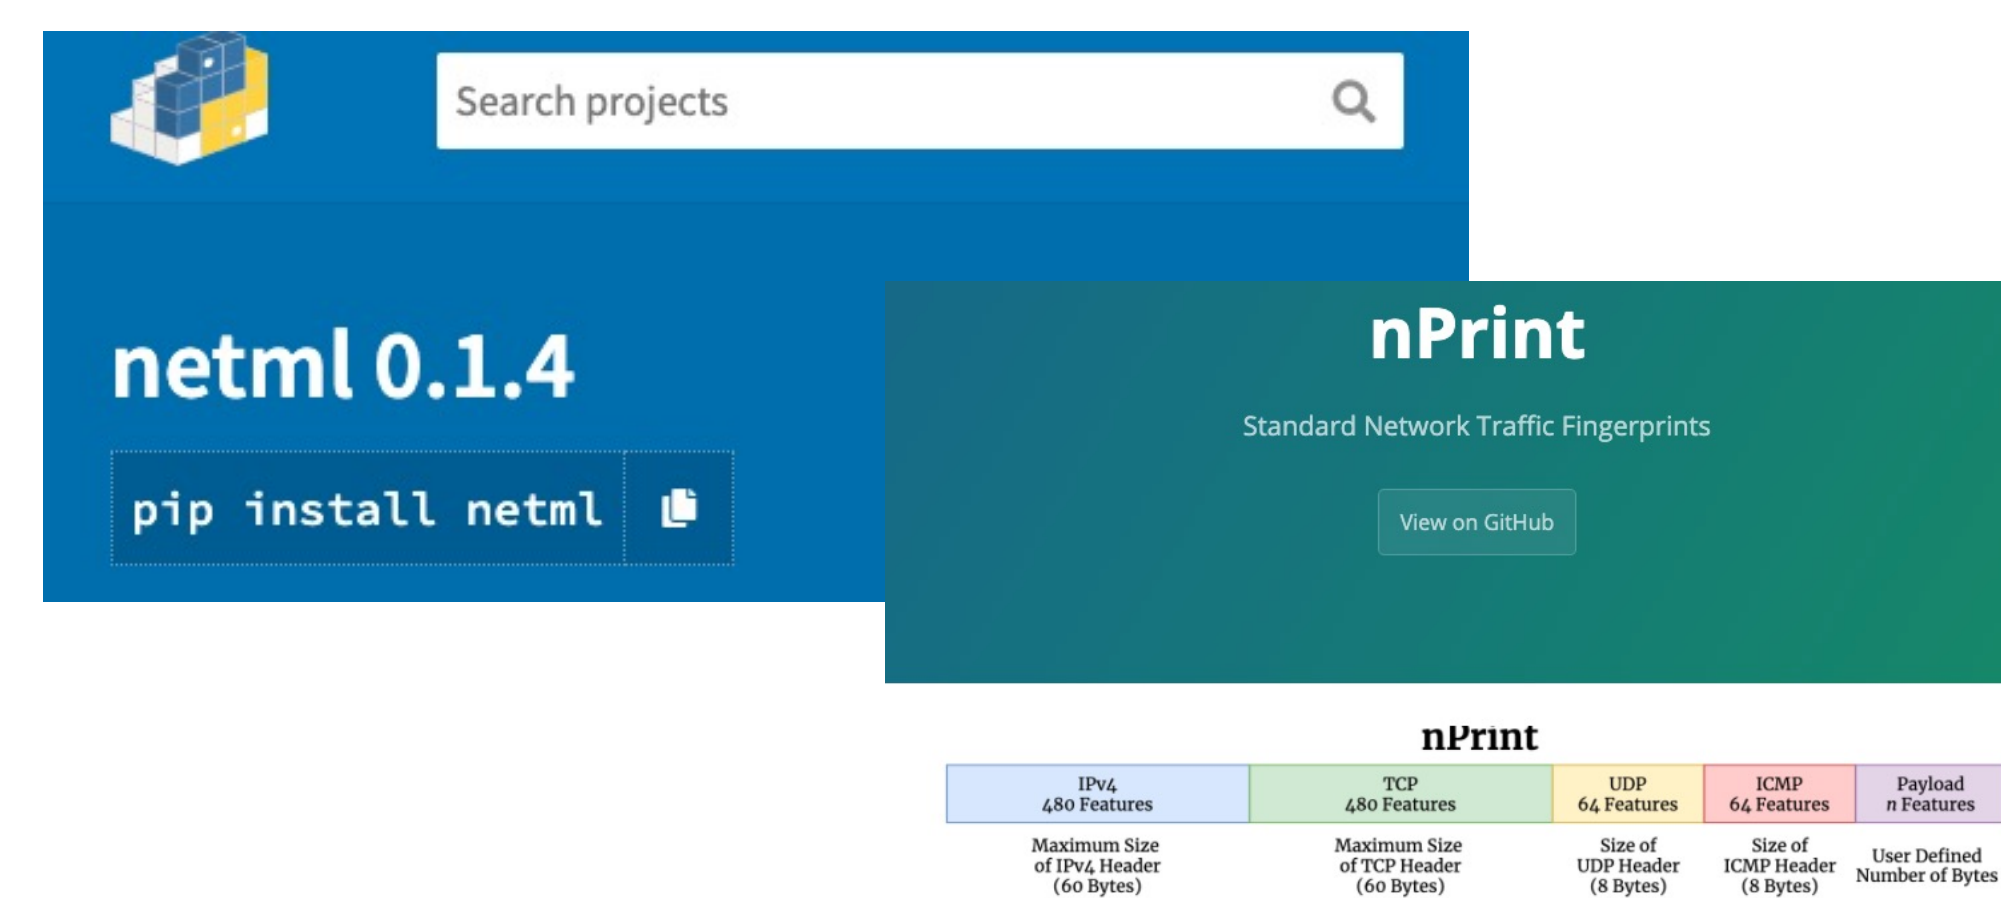 Search projects
netml 0.1.4
pip install netml
nPrint
Standard Network Traffic Fingerprints
View on GitHub
nPrint
IPv4
480 Features
TCP
480 Features
UDP
64 Features
ICMP
64 Features
Payload
n Features
Maximum Size
of IPv4 Header
(60 Bytes)
Maximum Size
of TCP Header
(60 Bytes)
Size of
UDP Header
(8 Bytes)
Size of
ICMP Header
(8 Bytes)
User Defined
Number of Bytes